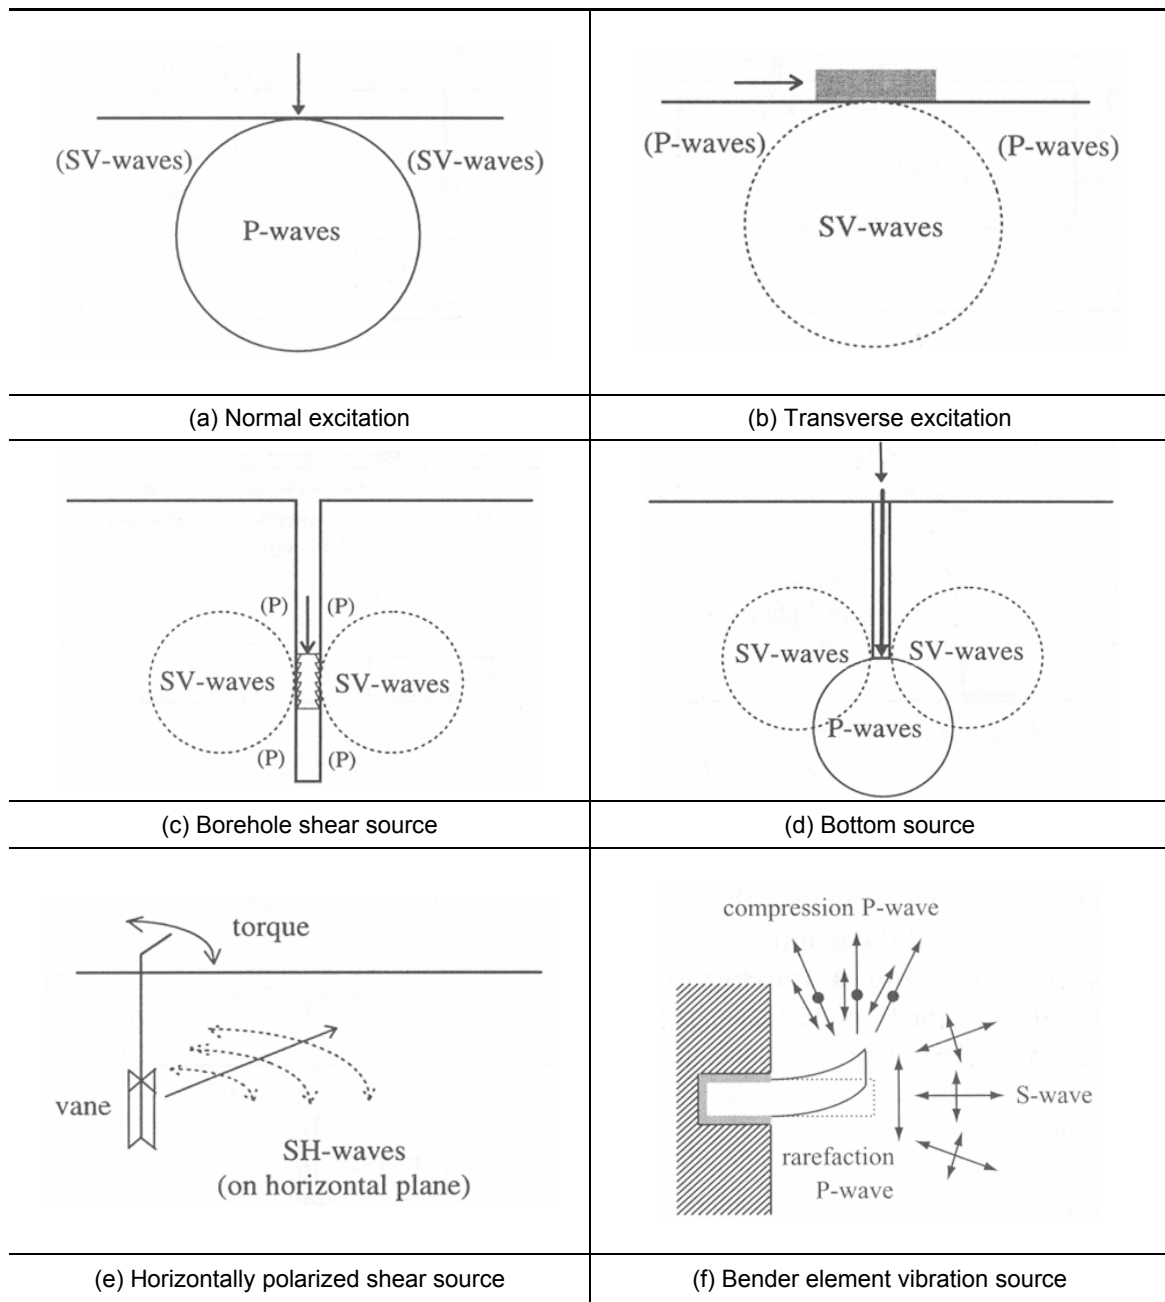 (SV-waves)
(SV-waves)
P-waves
(P-waves)
(P-waves)
SV-waves
(a) Normal excitation
(b) Transverse excitation
(P)
(P)
SV-waves
SV-waves
(P)
(P)
SV-waves
SV-waves
P-waves
(c) Borehole shear source
(d) Bottom source
torque
vane
SH-waves
(on horizontal plane)
compression P-wave
S-wave
rarefaction
P-wave
(e) Horizontally polarized shear source
(f) Bender element vibration source